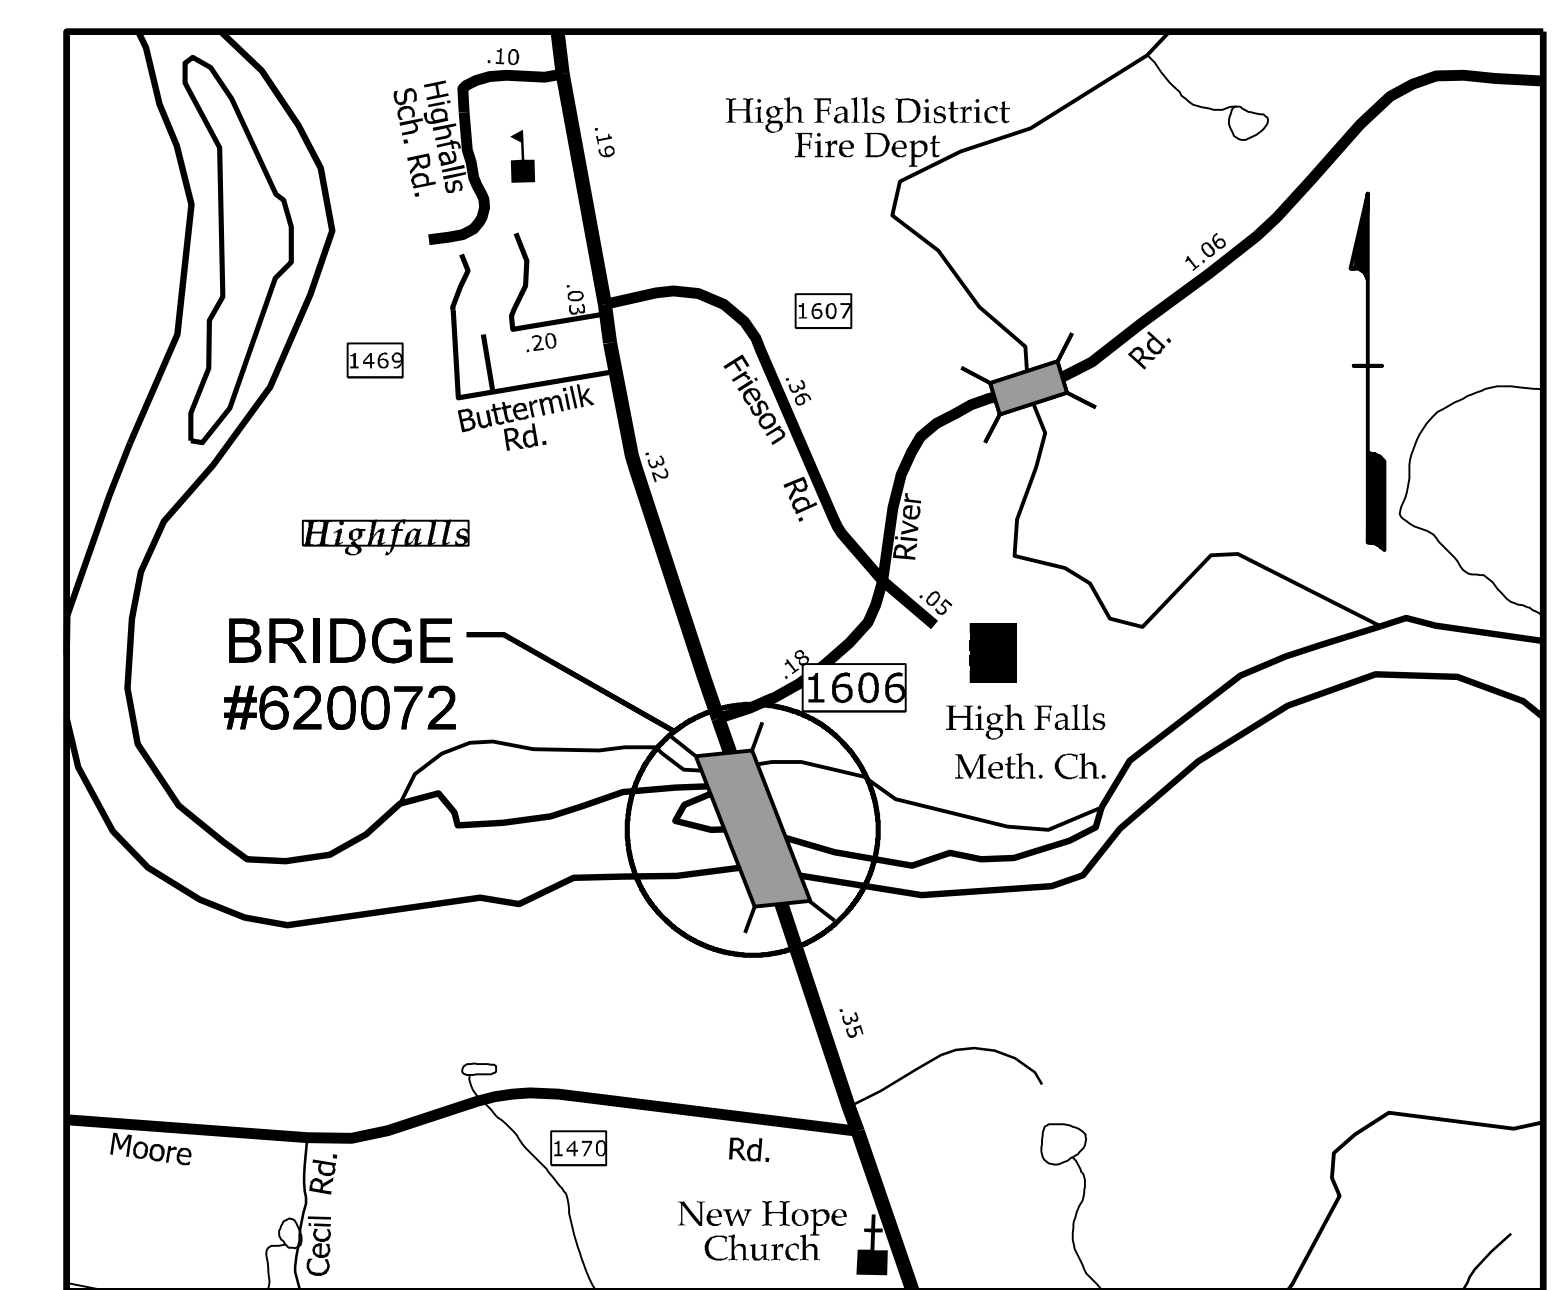 .10
Highfalls
Sch. Rd.
.19
High Falls District
Fire Dept
1.06
.03
1607
.20
1469
Rd.
Frieson
Rd.
.36
Buttermilk
Rd.
.32
River
Highfalls
.05
BRIDGE
#620072
.18
1606
High Falls
Meth. Ch.
.35
Moore
1470
Rd.
Cecil Rd.
New Hope
Church